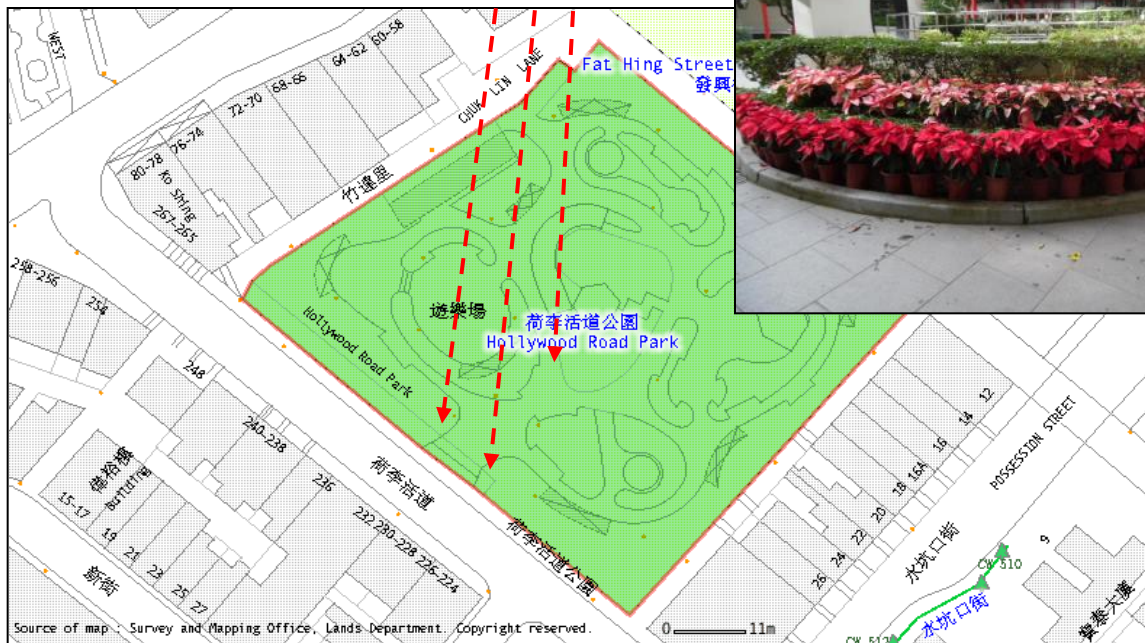 WEST
60-58
64-62
68-66
72-70
76-74
80-78
Ko Shing
267-265
CHUK LIN LANE
竹蓮里
Fat Hing Street
發興
258-256
254
248
240-238
236
232
230-228
226-224
遊樂場
荷李活道公園
Hollywood Road Park
Hollywood Road Park
荷李活道
荷李活道公園
Building
15-17
19
21
23
25
27
新街
12
14
16
16A
18
20
22
24
26
POSSESSION STREET
水坑口街
水坑口街
CW 510
9
0 11m
Source of map : Survey and Mapping Office, Lands Department. Copyright reserved.